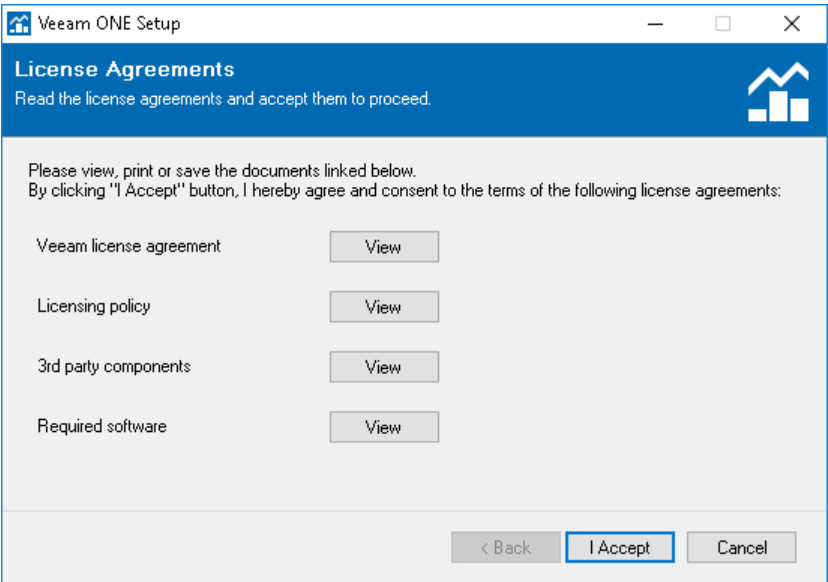 Veeam ONE Setup
License Agreements
Read the license agreements and accept them to proceed.
Please view, print or save the documents linked below.
By clicking "I Accept" button, I hereby agree and consent to the terms of the following license agreements:
Veeam license agreement View
Licensing policy View
3rd party components View
Required software View
< Back I Accept Cancel